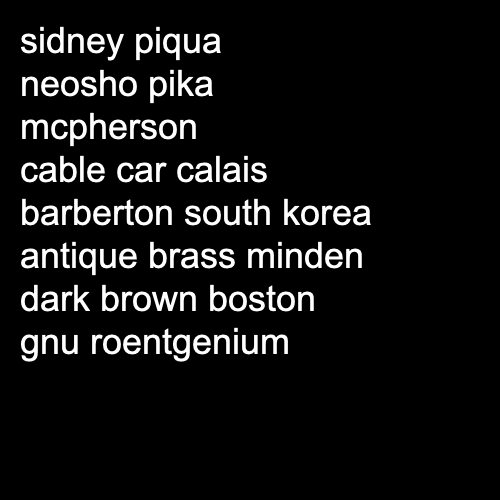 sidney piqua
neosho pika
mcpherson
cable car calais
barberton south korea
antique brass minden
dark brown boston
gnu roentgenium